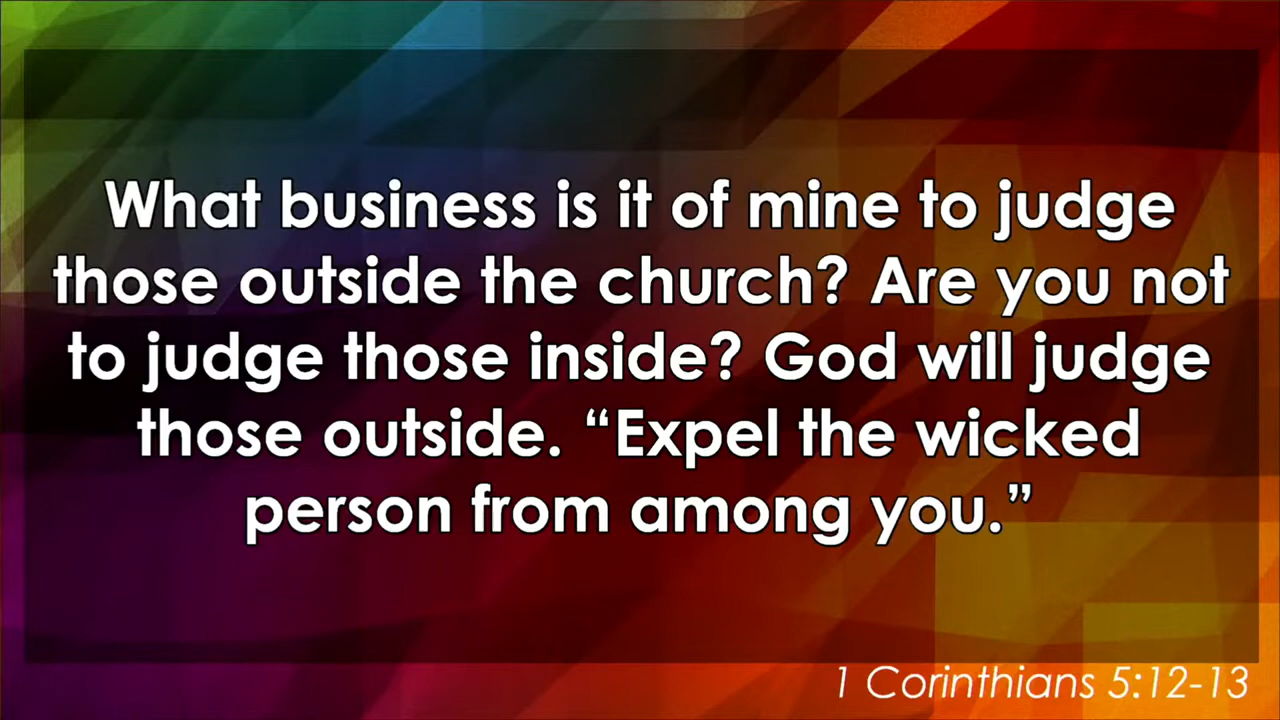 What business is it of mine to judge
those outside the church? Are you not
to judge those inside? God will judge
those outside. “Expel the wicked
person from among you.”
1 Corinthians 5:12-13